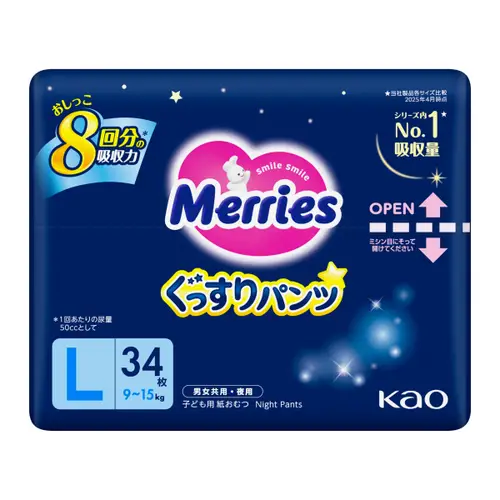 おしっこ
8回分の*
吸収力
★当社製品各サイズ比較
2025年4月時点
シリーズ内
No.1★
吸収量
smile smile
Merries
OPEN
ミシン目にそって
開けてください
ぐっすりパンツ
*1回あたりの尿量
50ccとして
L
34枚
9~15kg
男女共用・夜用
子ども用 紙おむつ Night Pants
Kao